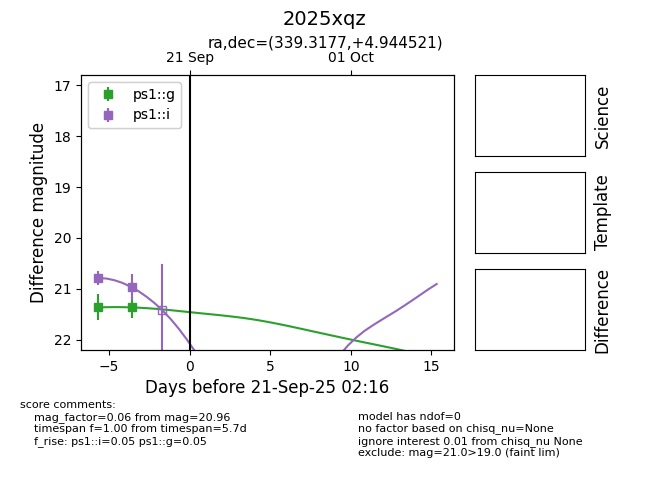 2025xqz
ra,dec=(339.3177,+4.944521)
21 Sep
01 Oct
ps1::g
ps1::i
17
18
19
20
21
22
Difference magnitude
−5
0
5
10
15
Days before 21-Sep-25 02:16
Science
Template
Difference
score comments:
mag_factor=0.06 from mag=20.96
timespan f=1.00 from timespan=5.7d
f_rise: ps1::i=0.05 ps1::g=0.05
model has ndof=0
no factor based on chisq_nu=None
ignore interest 0.01 from chisq_nu None
exclude: mag=21.0>19.0 (faint lim)